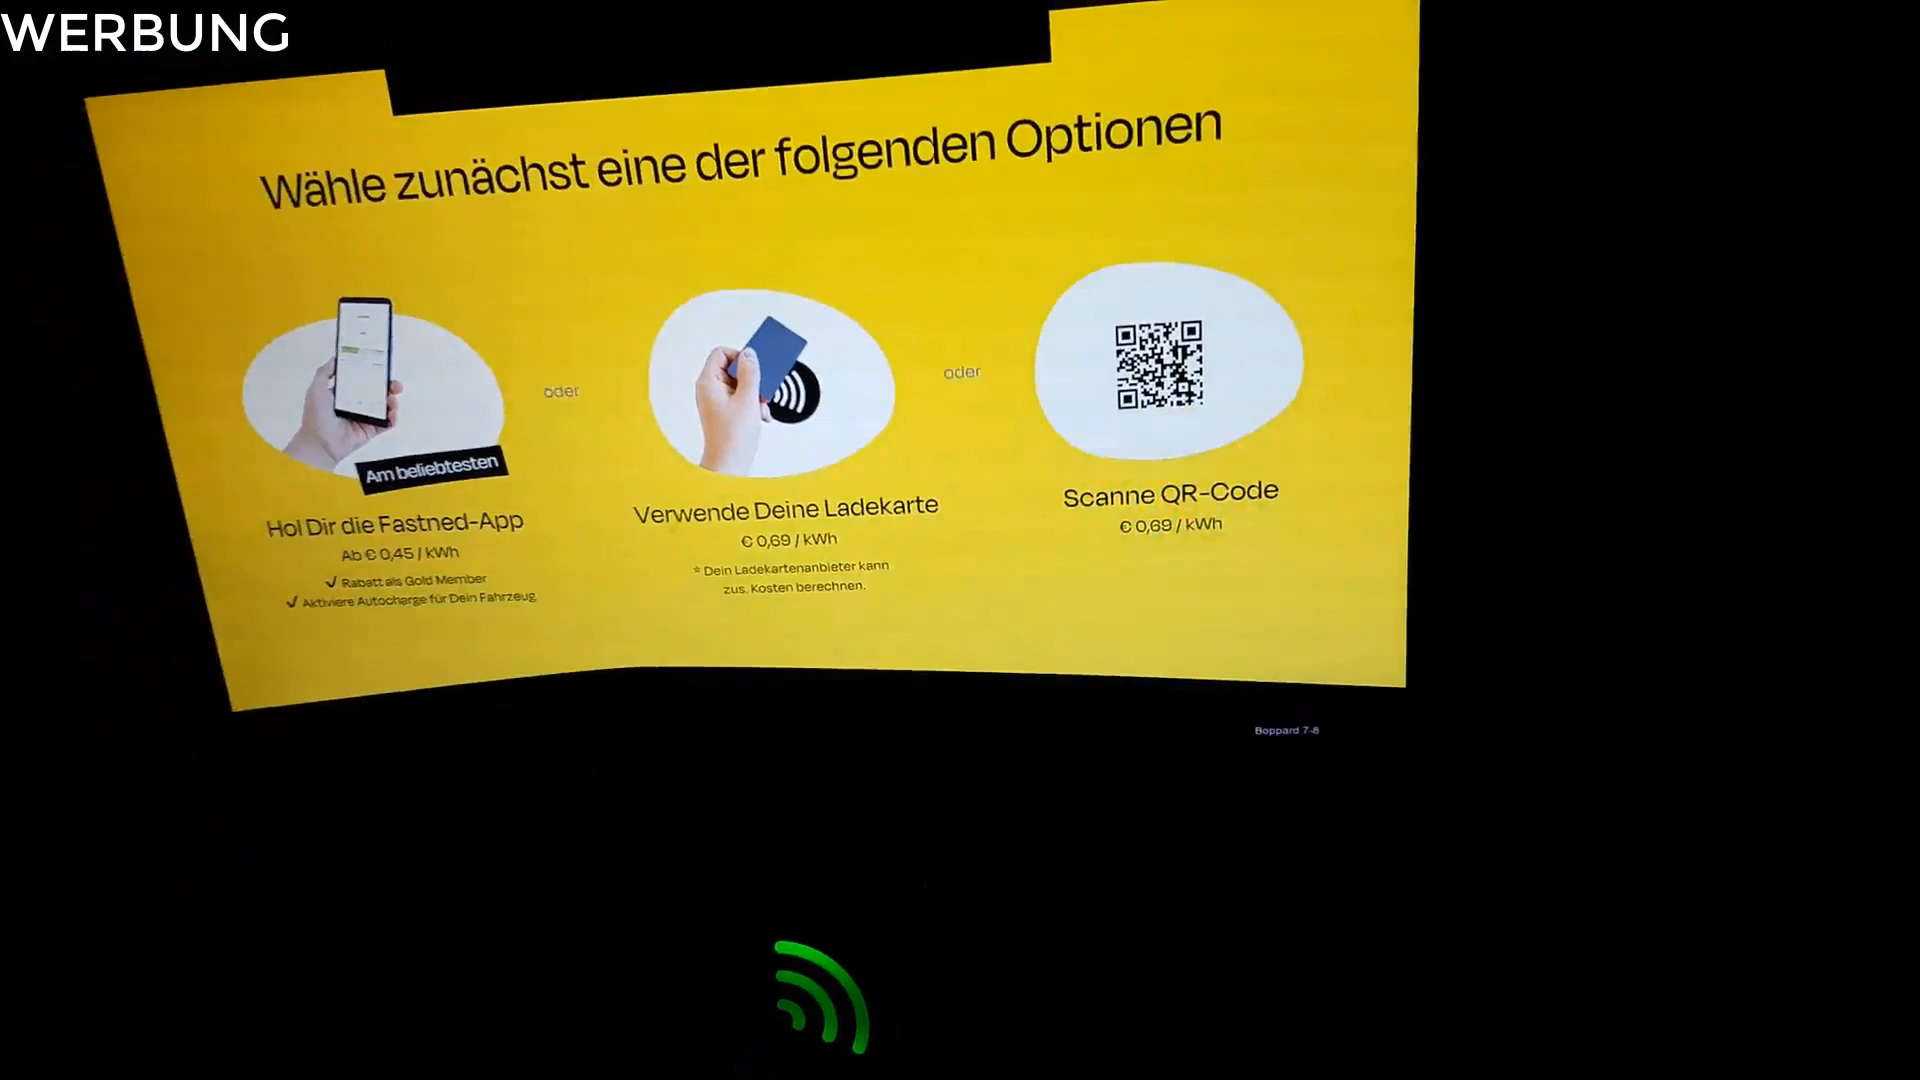 WERBUNG
Wähle zunächst eine der folgenden Optionen
Am beliebtesten
Hol Dir die Fastned-App
Ab € 0,45 / kWh
✓ Rabatt als Gold Member
✓ Aktiviere Autocharge für Dein Fahrzeug
oder
Verwende Deine Ladekarte
€ 0,69 / kWh
* Dein Ladekartenanbieter kann
zus. Kosten berechnen.
oder
Scanne QR-Code
€ 0,69 / kWh
Boppard 7-8